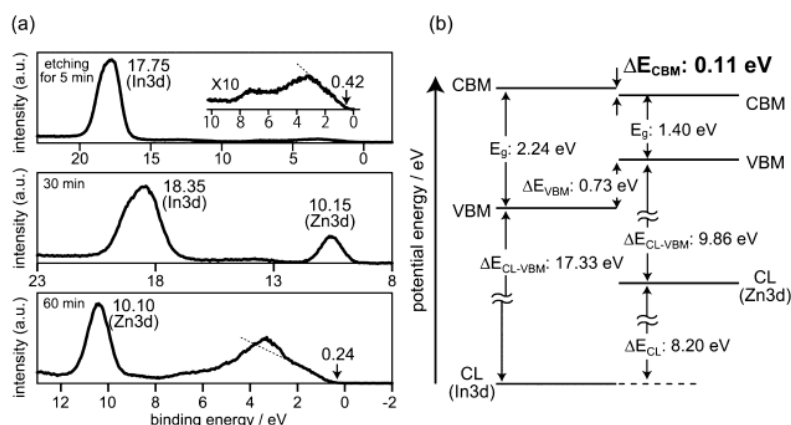 (a)
intensity (a.u.)
etching
for 5 min
17.75
(In3d)
X10
0.42
10 8 6 4 2 0
20 15 10 5 0
intensity (a.u.)
30 min
18.35
(In3d)
10.15
(Zn3d)
23 18 13 8
intensity (a.u.)
60 min
10.10
(Zn3d)
0.24
12 10 8 6 4 2 0 -2
binding energy / eV
(b)
potential energy / eV
ΔECBM: 0.11 eV
CBM
CBM
Eg: 2.24 eV
Eg: 1.40 eV
VBM
ΔEVBM: 0.73 eV
VBM
ΔECL-VBM: 17.33 eV
ΔECL-VBM: 9.86 eV
CL
(Zn3d)
ΔECL: 8.20 eV
CL
(In3d)